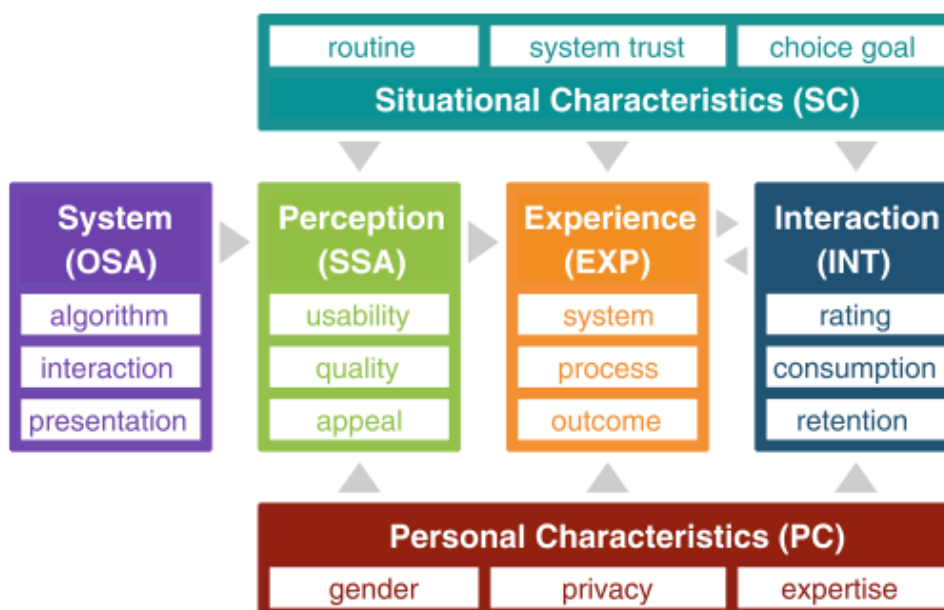 routine
system trust
choice goal
Situational Characteristics (SC)
System
(OSA)
algorithm
interaction
presentation
Perception
(SSA)
usability
quality
appeal
Experience
(EXP)
system
process
outcome
Interaction
(INT)
rating
consumption
retention
Personal Characteristics (PC)
gender
privacy
expertise